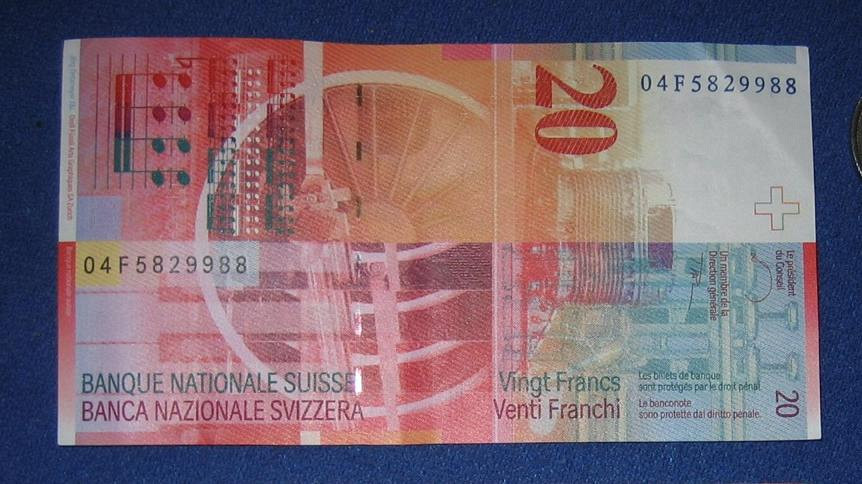 20
04F5829988
04F5829988
Le président
du Conseil
Un membre de la
Direction générale
BANQUE NATIONALE SUISSE
BANCA NAZIONALE SVIZZERA
Vingt Francs
Venti Franchi
Les billets de banque
sont protégés par le droit pénal.
Le banconote
sono protette dal diritto penale.
20